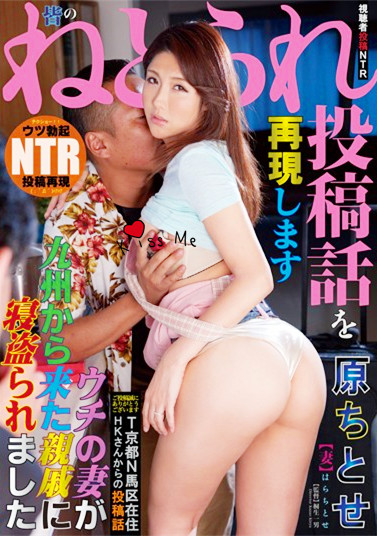 皆の
ねとられ
視聴者投稿NTR
投稿話を
再現します
ウツ勃起
NTR
投稿再現
Kiss Me
原ちとせ
【妻】はらちとせ
ご投稿誠に
ありがとう
ございます
T京都N馬区在住
HKさんからの投稿話
ウチの妻が
九州から来た親戚に
寝盗られました